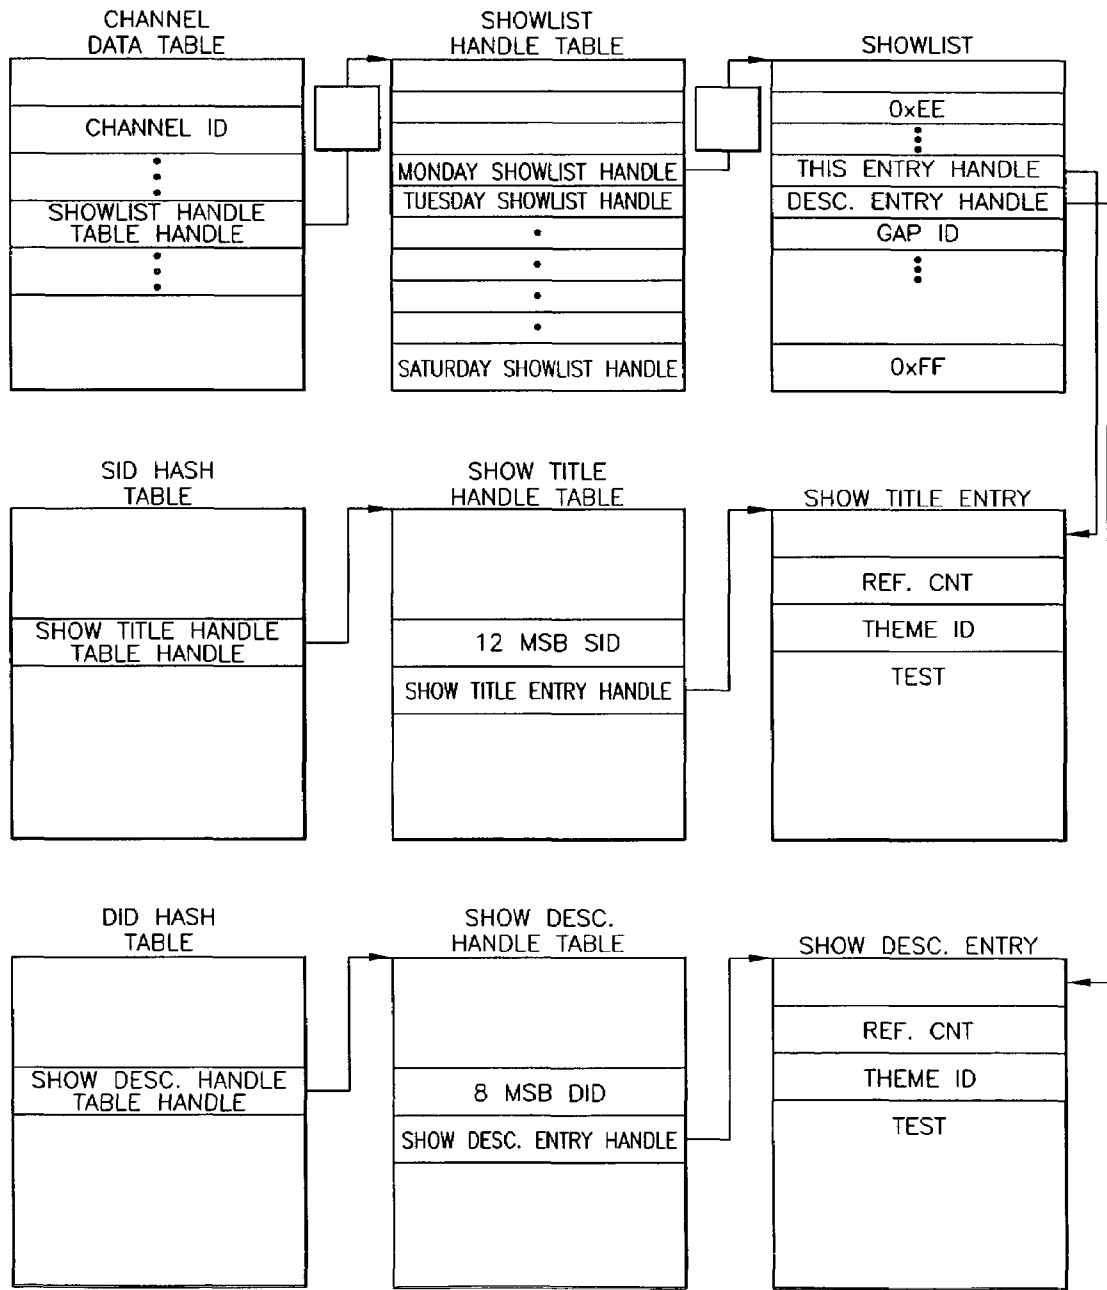 CHANNEL
DATA TABLE
CHANNEL ID
SHOWLIST HANDLE
TABLE HANDLE
SHOWLIST
HANDLE TABLE
MONDAY SHOWLIST HANDLE
TUESDAY SHOWLIST HANDLE
SATURDAY SHOWLIST HANDLE
SHOWLIST
0xEE
THIS ENTRY HANDLE
DESC. ENTRY HANDLE
GAP ID
0xFF
SID HASH
TABLE
SHOW TITLE HANDLE
TABLE HANDLE
SHOW TITLE
HANDLE TABLE
12 MSB SID
SHOW TITLE ENTRY HANDLE
SHOW TITLE ENTRY
REF. CNT
THEME ID
TEST
DID HASH
TABLE
SHOW DESC. HANDLE
TABLE HANDLE
SHOW DESC.
HANDLE TABLE
8 MSB DID
SHOW DESC. ENTRY HANDLE
SHOW DESC. ENTRY
REF. CNT
THEME ID
TEST